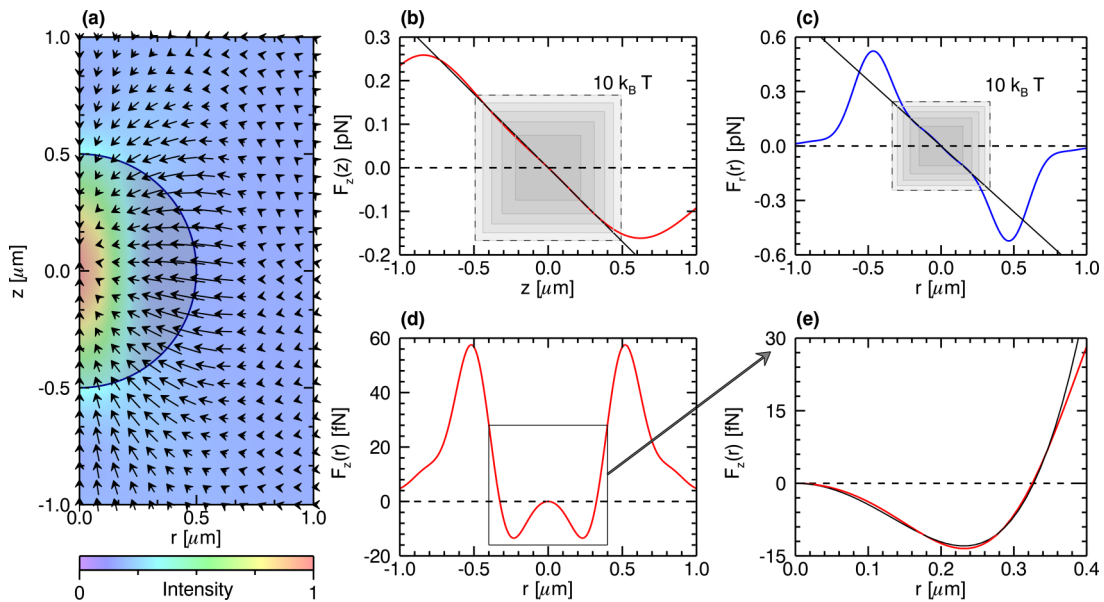 (a)
1.0
0.5
0.0
-0.5
-1.0
z [μm]
0.0 0.5 1.0
r [μm]
0 Intensity 1
(b)
0.3
0.2
0.1
0.0
-0.1
-0.2
F_z(z) [pN]
10 k_B T
-1.0 -0.5 0.0 0.5 1.0
z [μm]
(c)
0.6
0.3
0.0
-0.3
-0.6
F_r(r) [pN]
10 k_B T
-1.0 -0.5 0.0 0.5 1.0
r [μm]
(d)
60
40
20
0
-20
F_z(r) [fN]
-1.0 -0.5 0.0 0.5 1.0
r [μm]
(e)
30
15
0
-15
F_z(r) [fN]
0.0 0.1 0.2 0.3 0.4
r [μm]